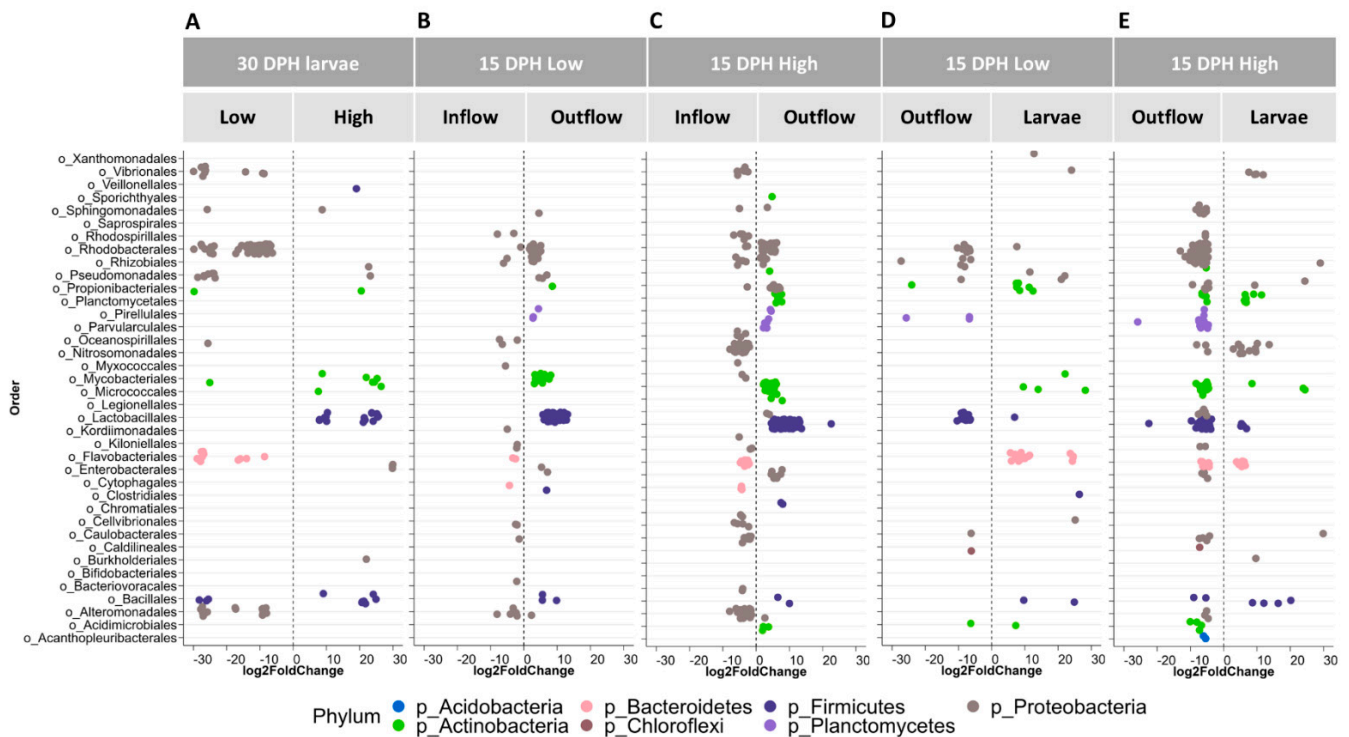 A B C D E
30 DPH larvae 15 DPH Low 15 DPH High 15 DPH Low 15 DPH High
Low High Inflow Outflow Inflow Outflow Outflow Larvae Outflow Larvae
Order
o_Xanthomonadales
o_Vibrionales
o_Veillonellales
o_Sporichthyales
o_Sphingomonadales
o_Saprospirales
o_Rhodospirillales
o_Rhodobacterales
o_Rhizobiales
o_Pseudomonadales
o_Propionibacteriales
o_Planctomycetales
o_Pirellulales
o_Parvularculales
o_Oceanospirillales
o_Nitrosomonadales
o_Myxococcales
o_Mycobacteriales
o_Micrococcales
o_Legionellales
o_Lactobacillales
o_Kordiimonadales
o_Kiloniellales
o_Flavobacteriales
o_Enterobacterales
o_Cytophagales
o_Clostridiales
o_Chromatiales
o_Cellvibrionales
o_Caulobacterales
o_Caldilineales
o_Burkholderiales
o_Bifidobacteriales
o_Bacteriovoracales
o_Bacillales
o_Alteromonadales
o_Acidimicrobiales
o_Acanthopleuribacterales
-30 -20 -10 0 10 20 30 -30 -20 -10 0 10 20 30 -30 -20 -10 0 10 20 30 -30 -20 -10 0 10 20 30 -30 -20 -10 0 10 20 30
log2FoldChange log2FoldChange log2FoldChange log2FoldChange log2FoldChange
Phylum
p_Acidobacteria p_Bacteroidetes p_Firmicutes p_Proteobacteria
p_Actinobacteria p_Chloroflexi p_Planctomycetes